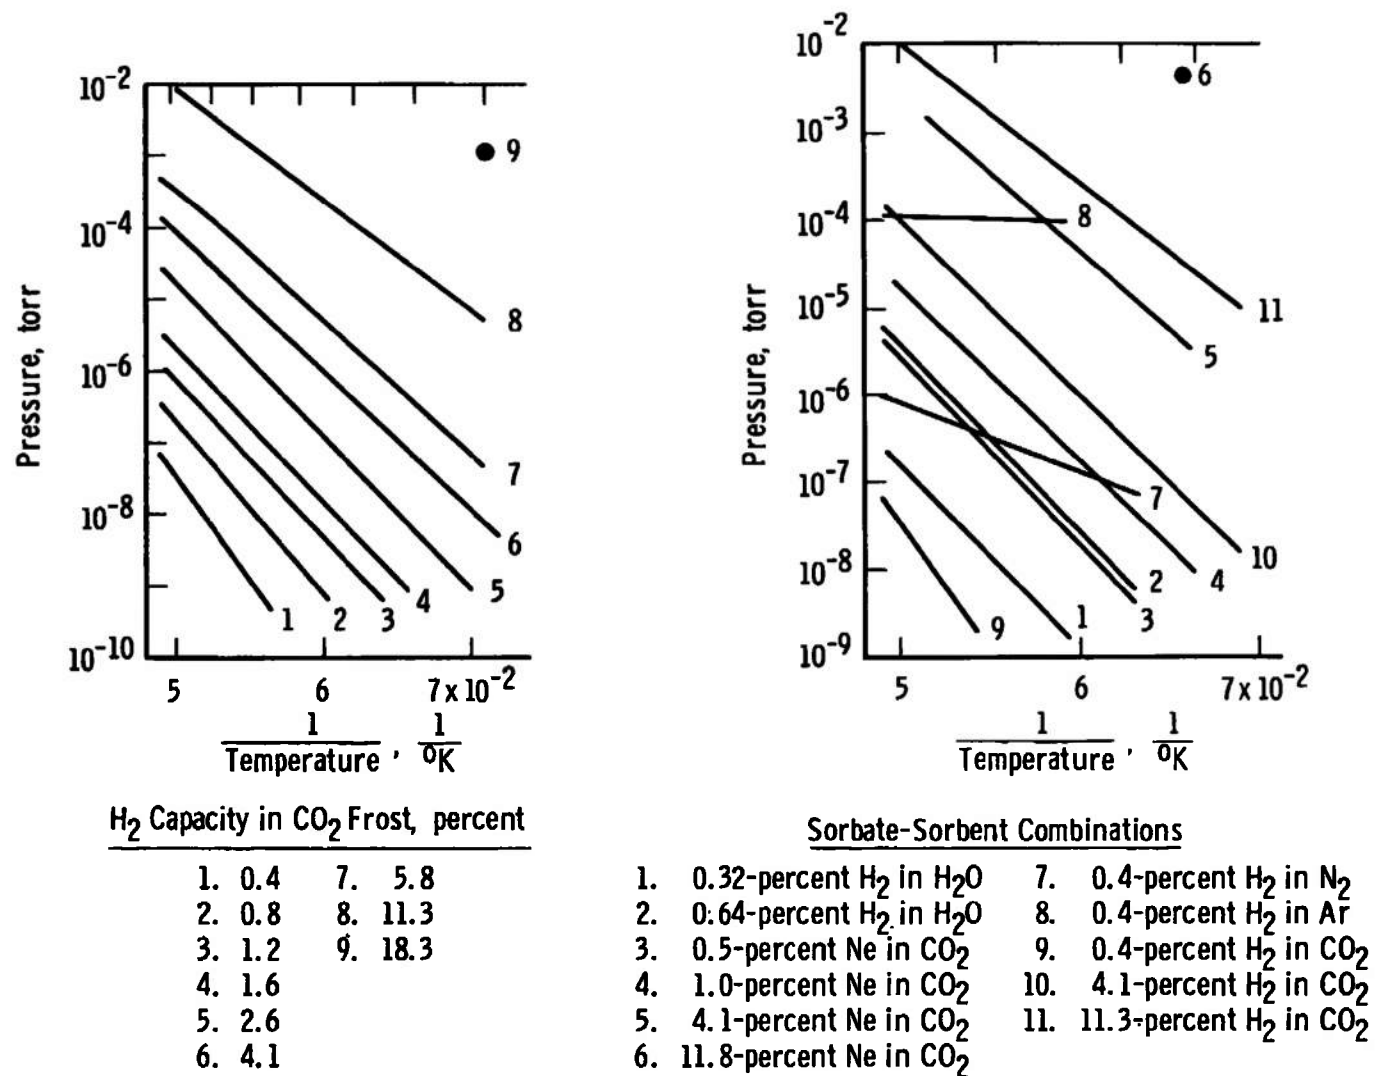 10-2
10-4
10-6
10-8
10-10
Pressure, torr
9
8
7
6
5
4
3
2
1
5 6 7 x 10-2
1
Temperature , 1
oK
H2 Capacity in CO2 Frost, percent
1. 0.4 7. 5.8
2. 0.8 8. 11.3
3. 1.2 9. 18.3
4. 1.6
5. 2.6
6. 4.1
10-2
10-3
10-4
10-5
10-6
10-7
10-8
10-9
Pressure, torr
6
8
11
5
7
10
2
4
3
1
9
5 6 7 x 10-2
1
Temperature , 1
oK
Sorbate-Sorbent Combinations
1. 0.32-percent H2 in H2O 7. 0.4-percent H2 in N2
2. 0.64-percent H2 in H2O 8. 0.4-percent H2 in Ar
3. 0.5-percent Ne in CO2 9. 0.4-percent H2 in CO2
4. 1.0-percent Ne in CO2 10. 4.1-percent H2 in CO2
5. 4.1-percent Ne in CO2 11. 11.3-percent H2 in CO2
6. 11.8-percent Ne in CO2